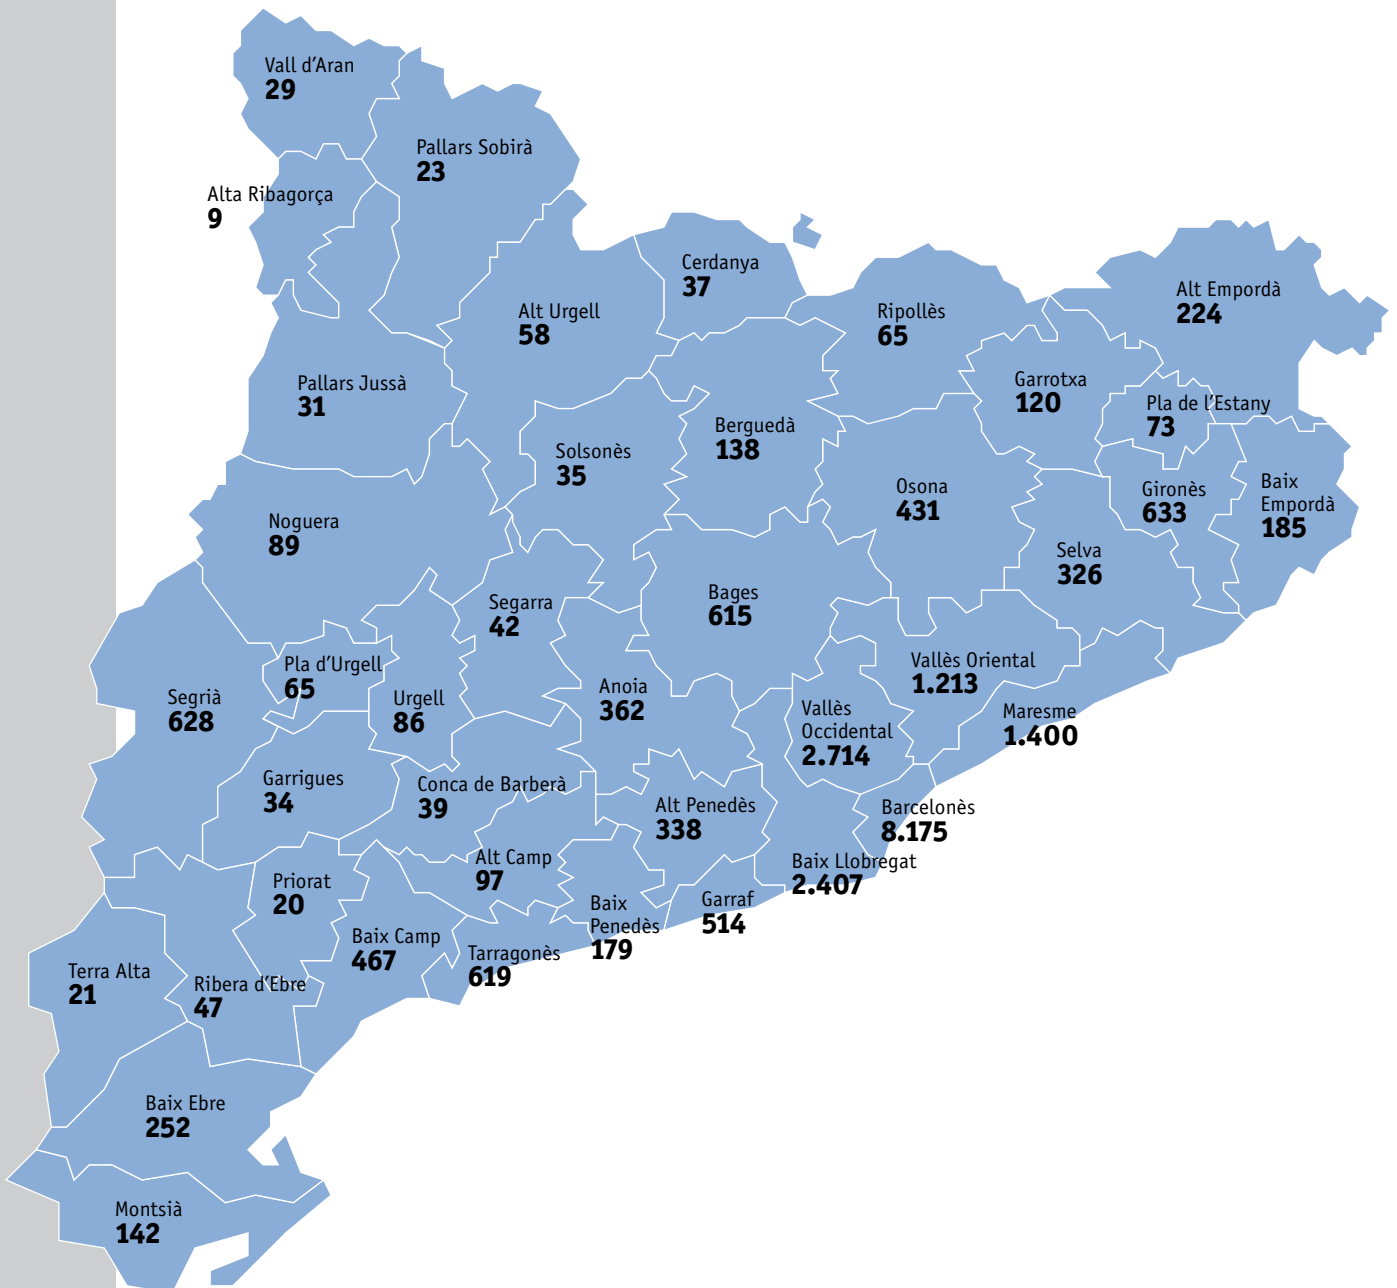 Vall d'Aran
29
Pallars Sobirà
23
Alta Ribagorça
9
Cerdanya
37
Alt Urgell
58
Ripollès
65
Alt Empordà
224
Pallars Jussà
31
Garrotxa
120
Pla de l'Estany
73
Berguedà
138
Solsonès
35
Osona
431
Gironès
633
Baix
Empordà
185
Noguera
89
Selva
326
Bages
615
Segarra
42
Pla d'Urgell
65
Urgell
86
Segrià
628
Anoia
362
Vallès Oriental
1.213
Vallès
Occidental
2.714
Maresme
1.400
Garrigues
34
Conca de Barberà
39
Alt Penedès
338
Barcelonès
8.175
Alt Camp
97
Baix Llobregat
2.407
Priorat
20
Garraf
514
Baix
Penedès
179
Baix Camp
467
Tarragonès
619
Terra Alta
21
Ribera d'Ebre
47
Baix Ebre
252
Montsià
142